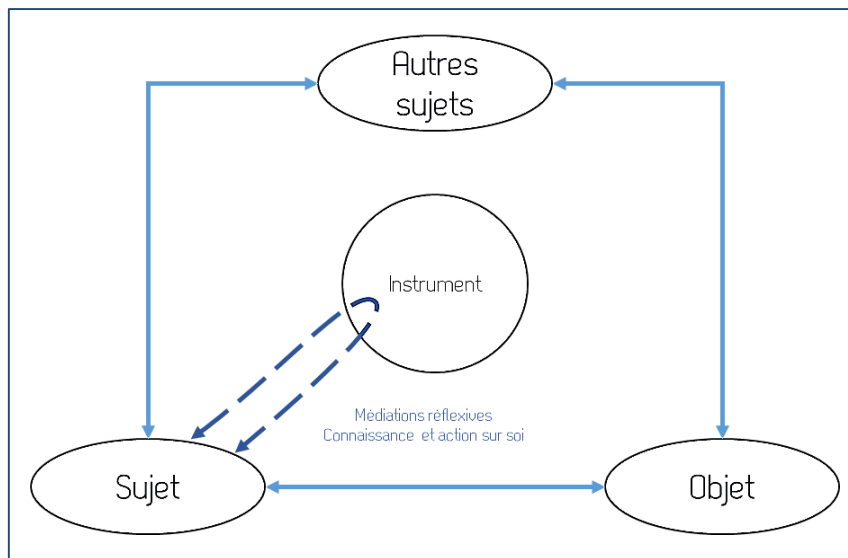 Autres
sujets
Instrument
Médiations réflexives
Connaissance et action sur soi
Sujet
Objet